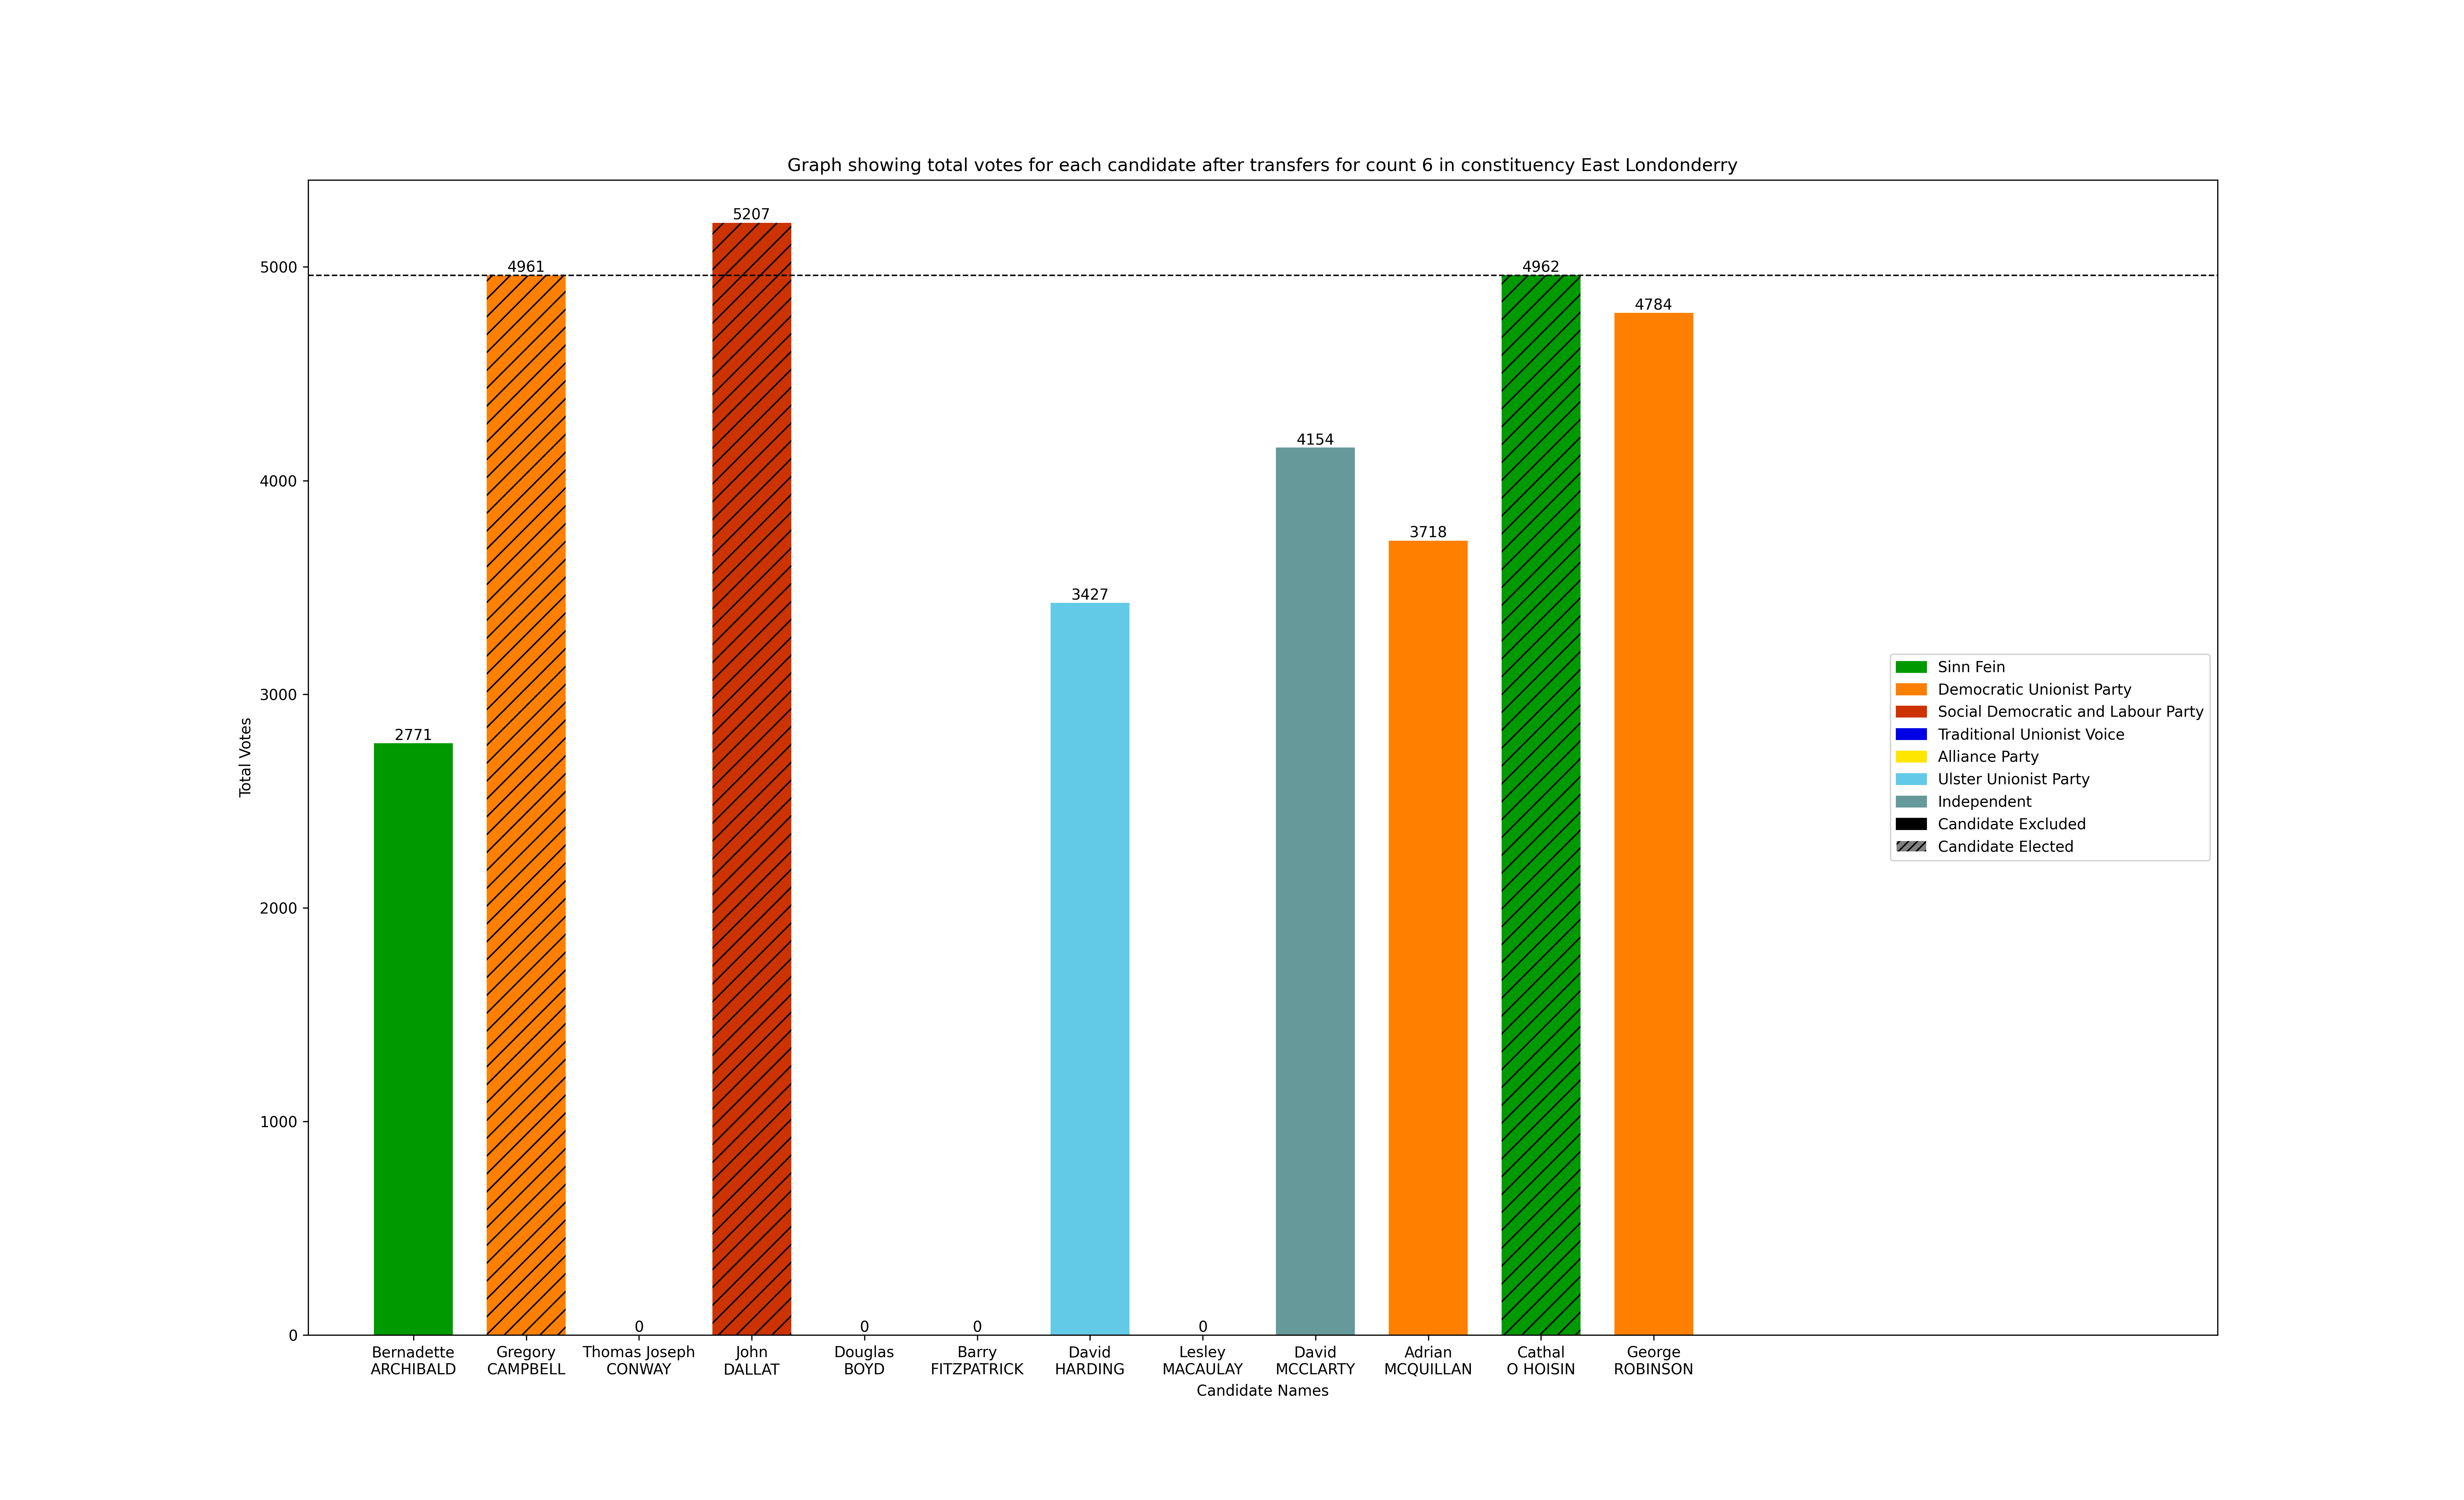 Graph showing total votes for each candidate after transfers for count 6 in constituency East Londonderry
5207
5000
4961
4962
4784
4154
4000
3718
3427
3000
2771
2000
1000
0
0
0
0
0
Total Votes
Sinn Fein
Democratic Unionist Party
Social Democratic and Labour Party
Traditional Unionist Voice
Alliance Party
Ulster Unionist Party
Independent
Candidate Excluded
Candidate Elected
Bernadette
ARCHIBALD
Gregory
CAMPBELL
Thomas Joseph
CONWAY
John
DALLAT
Douglas
BOYD
Barry
FITZPATRICK
David
HARDING
Lesley
MACAULAY
David
MCCLARTY
Adrian
MCQUILLAN
Cathal
O HOISIN
George
ROBINSON
Candidate Names